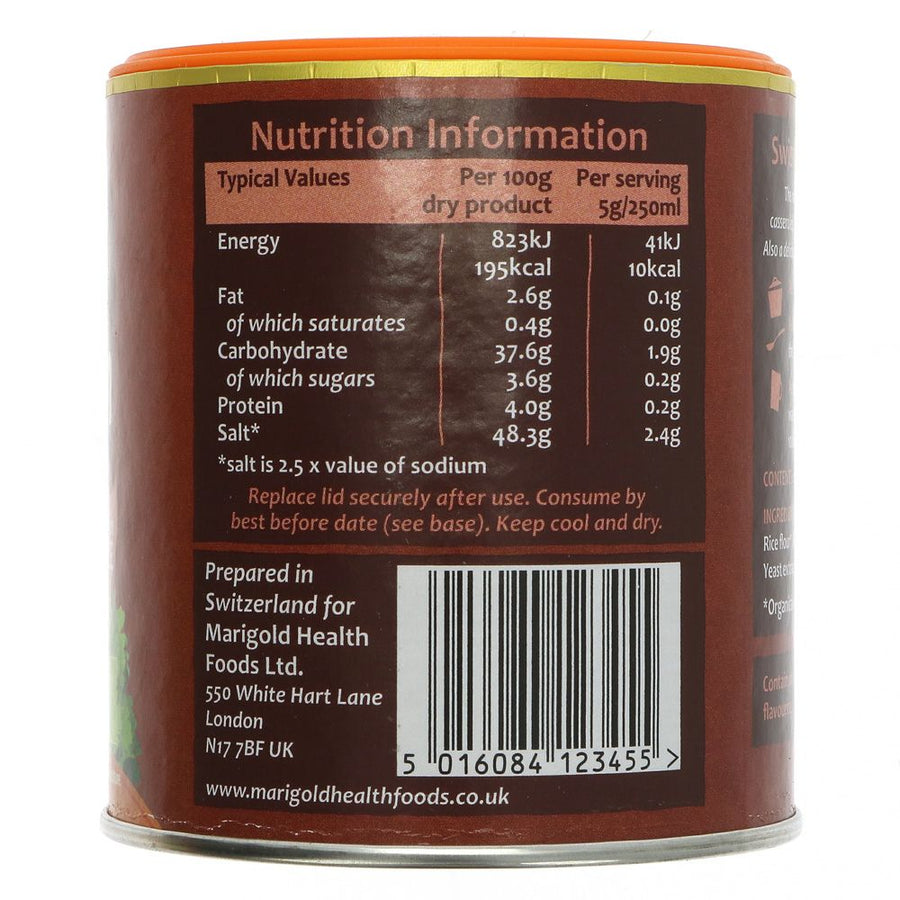 Nutrition Information
Typical Values Per 100g Per serving
dry product 5g/250ml
Energy 823kJ 41kJ
195kcal 10kcal
Fat 2.6g 0.1g
of which saturates 0.4g 0.0g
Carbohydrate 37.6g 1.9g
of which sugars 3.6g 0.2g
Protein 4.0g 0.2g
Salt* 48.3g 2.4g
*salt is 2.5 x value of sodium
Replace lid securely after use. Consume by
best before date (see base). Keep cool and dry.
Prepared in
Switzerland for
Marigold Health
Foods Ltd.
550 White Hart Lane
London
N17 7BF UK
www.marigoldhealthfoods.co.uk
5 016084 123455 >
The
Also a
Rice flour
Yeast